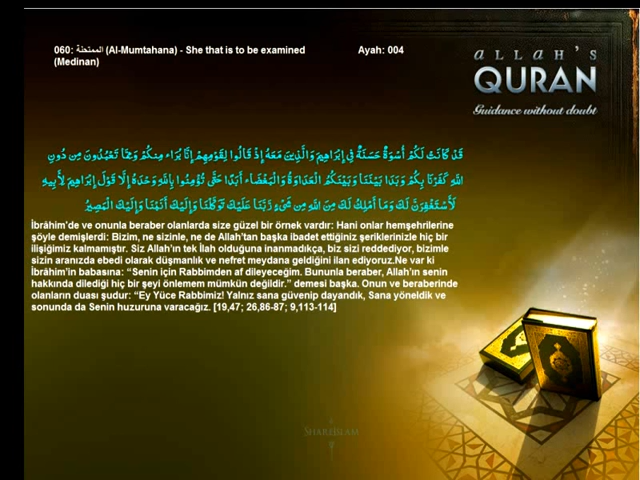 060: الممتحنة (Al-Mumtahana) - She that is to be examined
(Medinan)
Ayah: 004
ALLAH'S
QURAN
Guidance without doubt
قَدْ كَانَتْ لَكُمْ أُسْوَةٌ حَسَنَةٌ فِي إِبْرَاهِيمَ وَالَّذِينَ مَعَهُ إِذْ قَالُوا لِقَوْمِهِمْ إِنَّا بُرَآءُ مِنكُمْ وَمِمَّا تَعْبُدُونَ مِن دُونِ
اللَّهِ كَفَرْنَا بِكُمْ وَبَدَا بَيْنَنَا وَبَيْنَكُمُ الْعَدَاوَةُ وَالْبَغْضَاءُ أَبَدًا حَتَّى تُؤْمِنُوا بِاللَّهِ وَحْدَهُ إِلَّا قَوْلَ إِبْرَاهِيمَ لِأَبِيهِ
لَأَسْتَغْفِرَنَّ لَكَ وَمَا أَمْلِكُ لَكَ مِنَ اللَّهِ مِن شَيْءٍ رَّبَّنَا عَلَيْكَ تَوَكَّلْنَا وَإِلَيْكَ أَنَبْنَا وَإِلَيْكَ الْمَصِيرُ
İbrâhim'de ve onunla beraber olanlarda size güzel bir örnek vardır: Hani onlar hemşehrilerine
şöyle demişlerdi: Bizim, ne sizinle, ne de Allah'tan başka ibadet ettiğiniz şeriklerinizle hiç bir
ilişiğimiz kalmamıştır. Siz Allah'ın tek İlah olduğuna inanmadıkça, biz sizi reddediyor, bizimle
sizin aranızda ebedi olarak düşmanlık ve nefret meydana geldiğini ilan ediyoruz.Ne var ki
İbrâhim'in babasına: “Senin için Rabbimden af dileyeceğim. Bununla beraber, Allah'ın senin
hakkında dilediği hiç bir şeyi önlemem mümkün değildir.” demesi başka. Onun ve beraberinde
olanların duası şudur: “Ey Yüce Rabbimiz! Yalnız sana güvenip dayandık, Sana yöneldik ve
sonunda da Senin huzuruna varacağız. [19,47; 26,86-87; 9,113-114]
SHAREISLAM